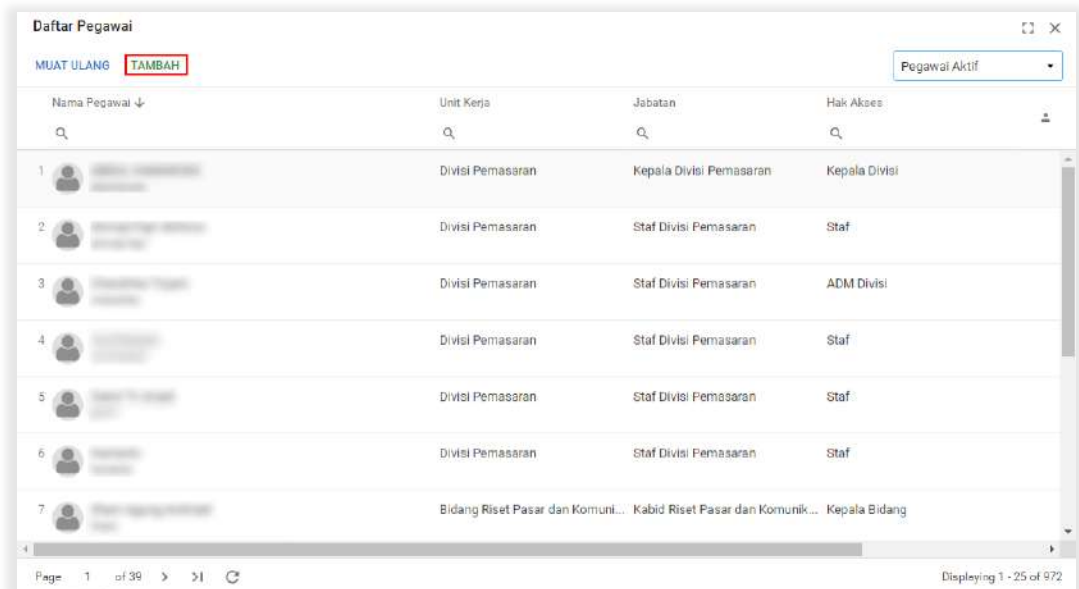 Daftar Pegawai
MUAT ULANG TAMBAH Pegawai Aktif
Nama Pegawai Unit Kerja Jabatan Hak Akses
1 Divisi Pemasaran Kepala Divisi Pemasaran Kepala Divisi
2 Divisi Pemasaran Staf Divisi Pemasaran Staf
3 Divisi Pemasaran Staf Divisi Pemasaran ADM Divisi
4 Divisi Pemasaran Staf Divisi Pemasaran Staf
5 Divisi Pemasaran Staf Divisi Pemasaran Staf
6 Divisi Pemasaran Staf Divisi Pemasaran Staf
7 Bidang Riset Pasar dan Komuni... Kabid Riset Pasar dan Komunik... Kepala Bidang
Page 1 of 39 Displaying 1 - 25 of 972